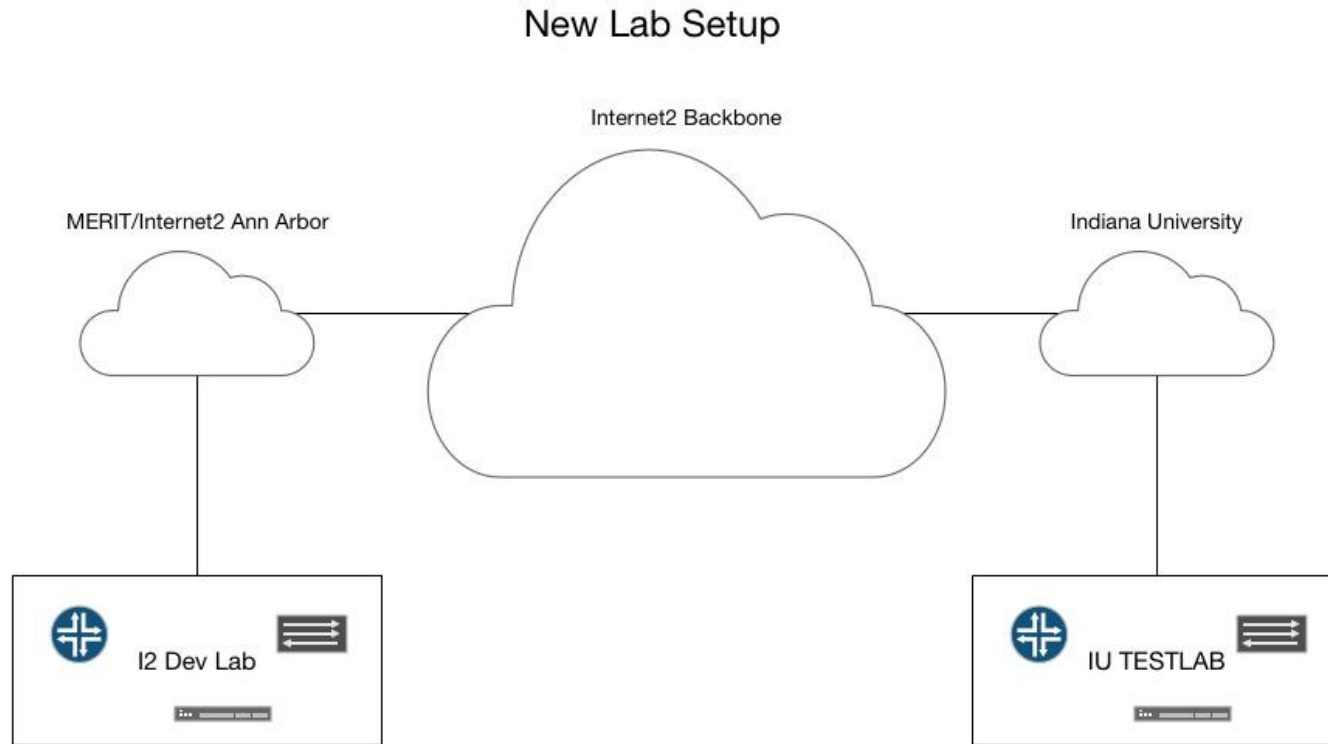 New Lab Setup
Internet2 Backbone
MERIT/Internet2 Ann Arbor
Indiana University
I2 Dev Lab
IU TESTLAB